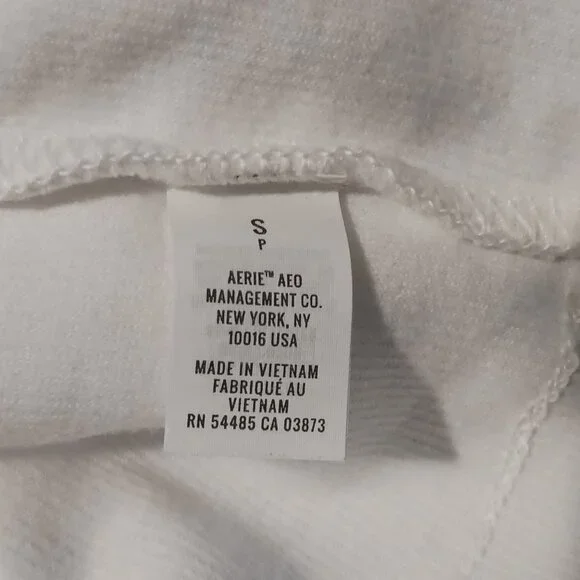 S
P
AERIE™ AEO
MANAGEMENT CO.
NEW YORK, NY
10016 USA
MADE IN VIETNAM
FABRIQUÉ AU
VIETNAM
RN 54485 CA 03873